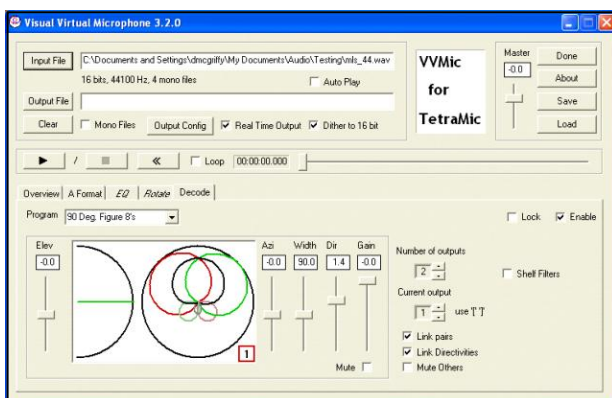 Visual Virtual Microphone 3.2.0
Input File C:\Documents and Settings\dmcgriffy\My Documents\Audio\Testing\mls_44.wav
16 bits, 44100 Hz, 4 mono files Auto Play
Output File
Clear Mono Files Output Config Real Time Output Dither to 16 bit
VVMic
for
TetraMic
Master
-0.0
Done
About
Save
Load
/ Loop 00:00:00.000
Overview A Format EQ Rotate Decode
Program 90 Deg. Figure 8's Lock Enable
Elev Azi Width Dir Gain
-0.0 -0.0 90.0 1.4 -0.0
1
Mute
Number of outputs
2 Shelf Filters
Current output
1 use '[' ']'
Link pairs
Link Directivities
Mute Others